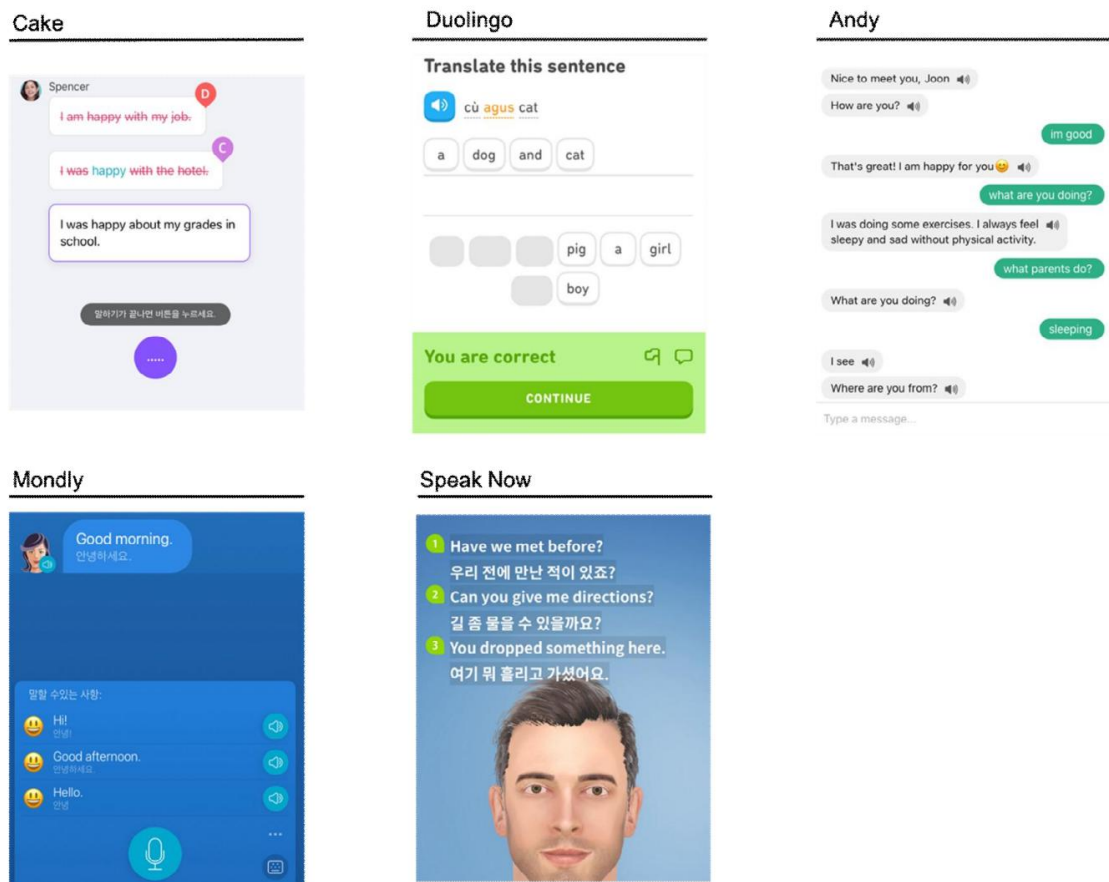 Cake
Spencer
D
I am happy with my job.
C
I was happy with the hotel.
I was happy about my grades in
school.
말하기가 끝나면 버튼을 누르세요.
.....
Duolingo
Translate this sentence
cù agus cat
a dog and cat
pig a girl
boy
You are correct
CONTINUE
Andy
Nice to meet you, Joon
How are you?
im good
That's great! I am happy for you😊
what are you doing?
I was doing some exercises. I always feel
sleepy and sad without physical activity.
what parents do?
What are you doing?
sleeping
I see
Where are you from?
Type a message...
Mondly
Good morning.
안녕하세요.
말할 수있는 사항:
Hi!
안녕!
Good afternoon.
안녕하세요.
Hello.
안녕
Speak Now
1 Have we met before?
우리 전에 만난 적이 있죠?
2 Can you give me directions?
길 좀 물을 수 있을까요?
3 You dropped something here.
여기 뭐 흘리고 가셨어요.